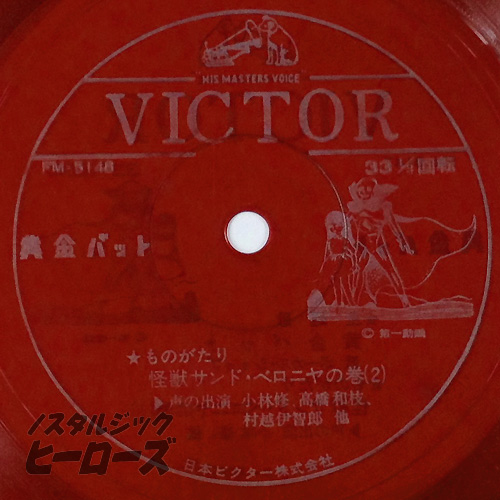 HIS MASTERS VOICE
VICTOR
FM-5148
33 ⅓回転
黄金バット
© 第一動画
★ものがたり
怪獣サンド・ベロニヤの巻(2)
▶声の出演 小林修、高橋和枝、
村越伊智郎 他
日本ビクター株式会社
ノスタルジック
ヒーローズ